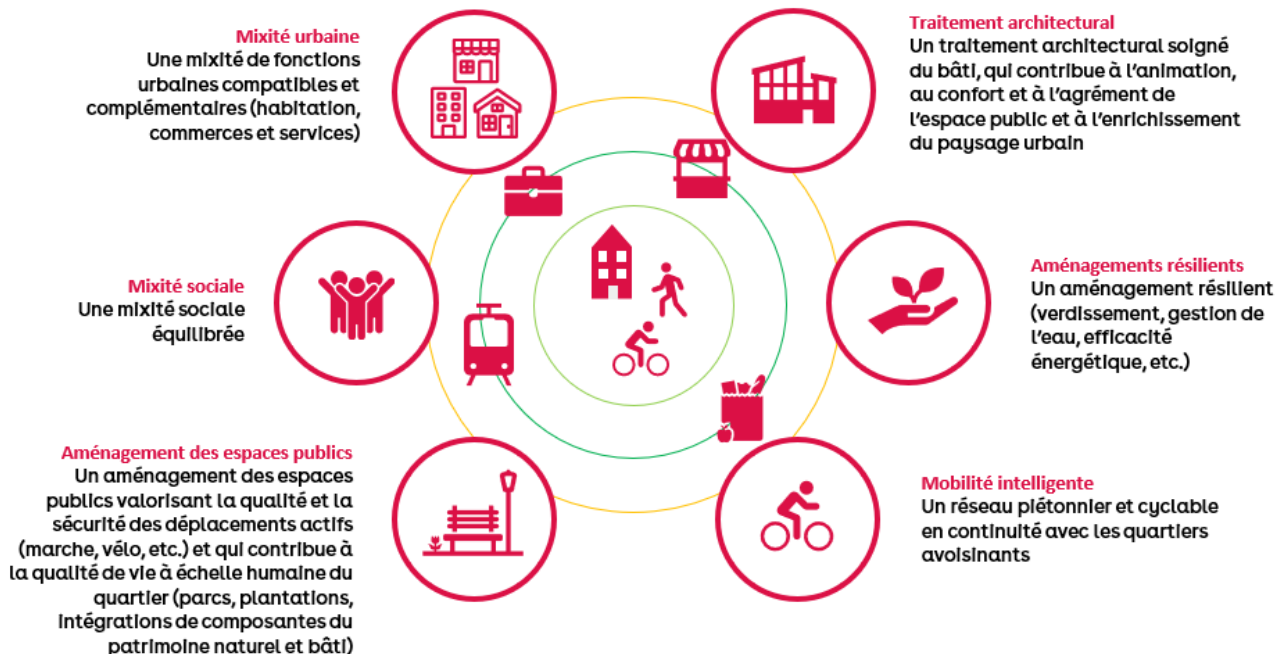 Mixité urbaine
Une mixité de fonctions
urbaines compatibles et
complémentaires (habitation,
commerces et services)
Traitement architectural
Un traitement architectural soigné
du bâti, qui contribue à l'animation,
au confort et à l'agrément de
l'espace public et à l'enrichissement
du paysage urbain
Mixité sociale
Une mixité sociale
équilibrée
Aménagements résilients
Un aménagement résilient
(verdissement, gestion de
l'eau, efficacité
énergétique, etc.)
Aménagement des espaces publics
Un aménagement des espaces
publics valorisant la qualité et la
sécurité des déplacements actifs
(marche, vélo, etc.) et qui contribue à
la qualité de vie à échelle humaine du
quartier (parcs, plantations,
intégrations de composantes du
patrimoine naturel et bâti)
Mobilité intelligente
Un réseau piétonnier et cyclable
en continuité avec les quartiers
avoisinants